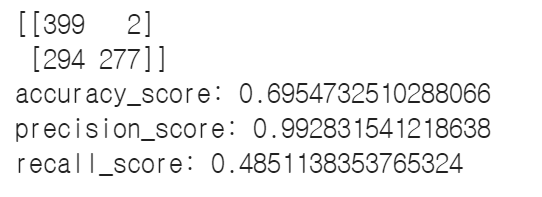 [[399   2]
 [294 277]]
accuracy_score: 0.6954732510288066
precision_score: 0.992831541218638
recall_score: 0.4851138353765324